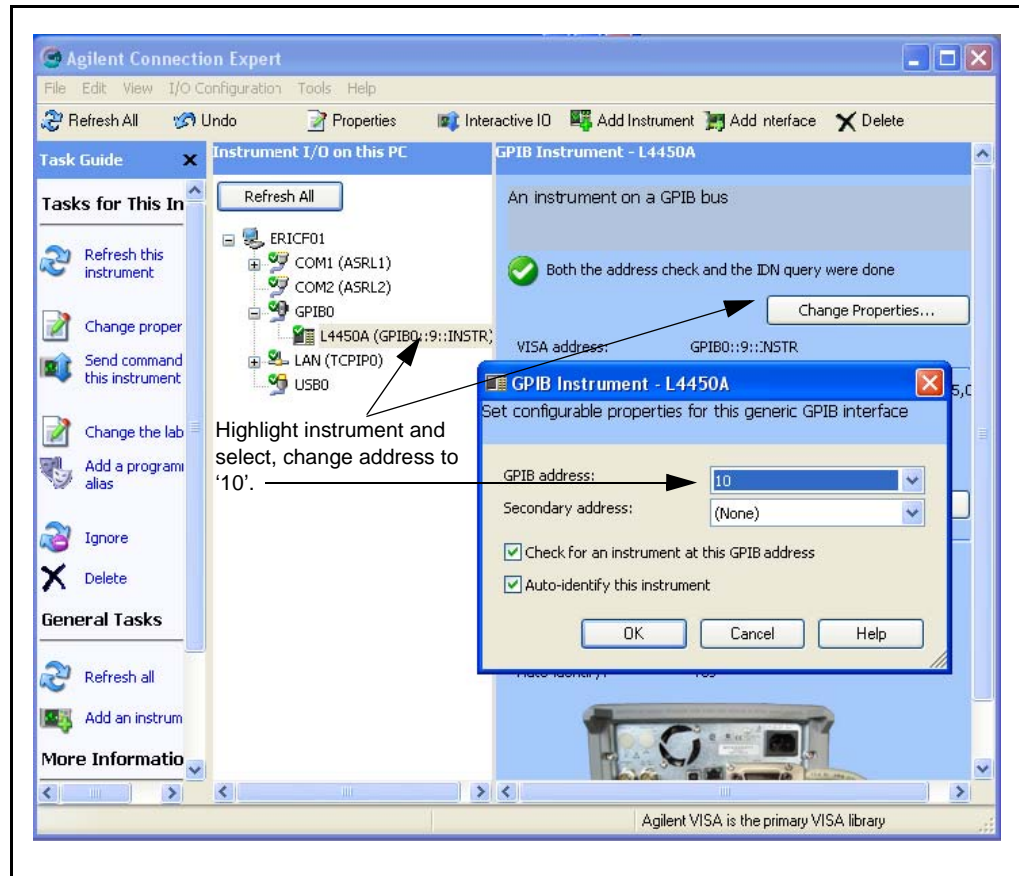 Agilent Connection Expert
File Edit View I/O Configuration Tools Help
Refresh All Undo Properties Interactive IO Add Instrument Add nterface Delete
Task Guide
Tasks for This In
Refresh this
instrument
Change proper
Send command
this instrument
Change the lab
Add a programı
alias
Ignore
Delete
General Tasks
Refresh all
Add an instrum
More Informatio
Instrument I/O on this PC
Refresh All
ERICF01
COM1 (ASRL1)
COM2 (ASRL2)
GPIB0
L4450A (GPIB0::9::INSTR)
LAN (TCPIP0)
USB0
Highlight instrument and
select, change address to
‘10’.
GPIB Instrument - L4450A
An instrument on a GPIB bus
Both the address check and the IDN query were done
Change Properties...
VISA address: GPIB0::9::INSTR
5,0
GPIB Instrument - L4450A
Set configurable properties for this generic GPIB interface
GPIB address: 10
Secondary address: (None)
Check for an instrument at this GPIB address
Auto-identify this instrument
OK Cancel Help
Agilent VISA is the primary VISA library